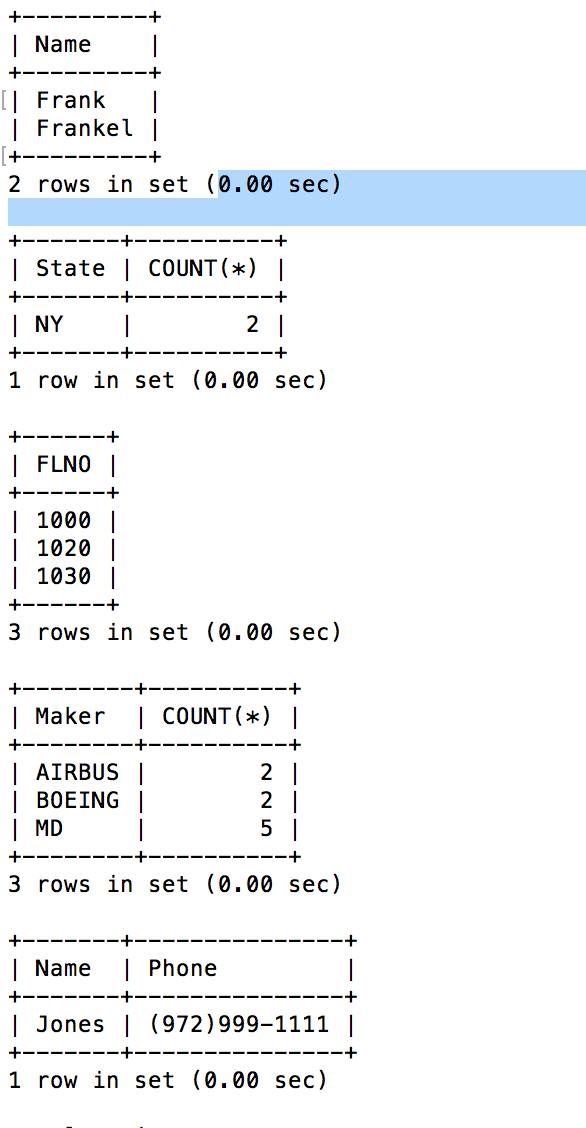 +---------+
| Name    |
+---------+
| Frank   |
| Frankel |
+---------+
2 rows in set (0.00 sec)

+-------+----------+
| State | COUNT(*) |
+-------+----------+
| NY    |        2 |
+-------+----------+
1 row in set (0.00 sec)

+------+
| FLNO |
+------+
| 1000 |
| 1020 |
| 1030 |
+------+
3 rows in set (0.00 sec)

+--------+----------+
| Maker  | COUNT(*) |
+--------+----------+
| AIRBUS |        2 |
| BOEING |        2 |
| MD     |        5 |
+--------+----------+
3 rows in set (0.00 sec)

+-------+---------------+
| Name  | Phone         |
+-------+---------------+
| Jones | (972)999-1111 |
+-------+---------------+
1 row in set (0.00 sec)